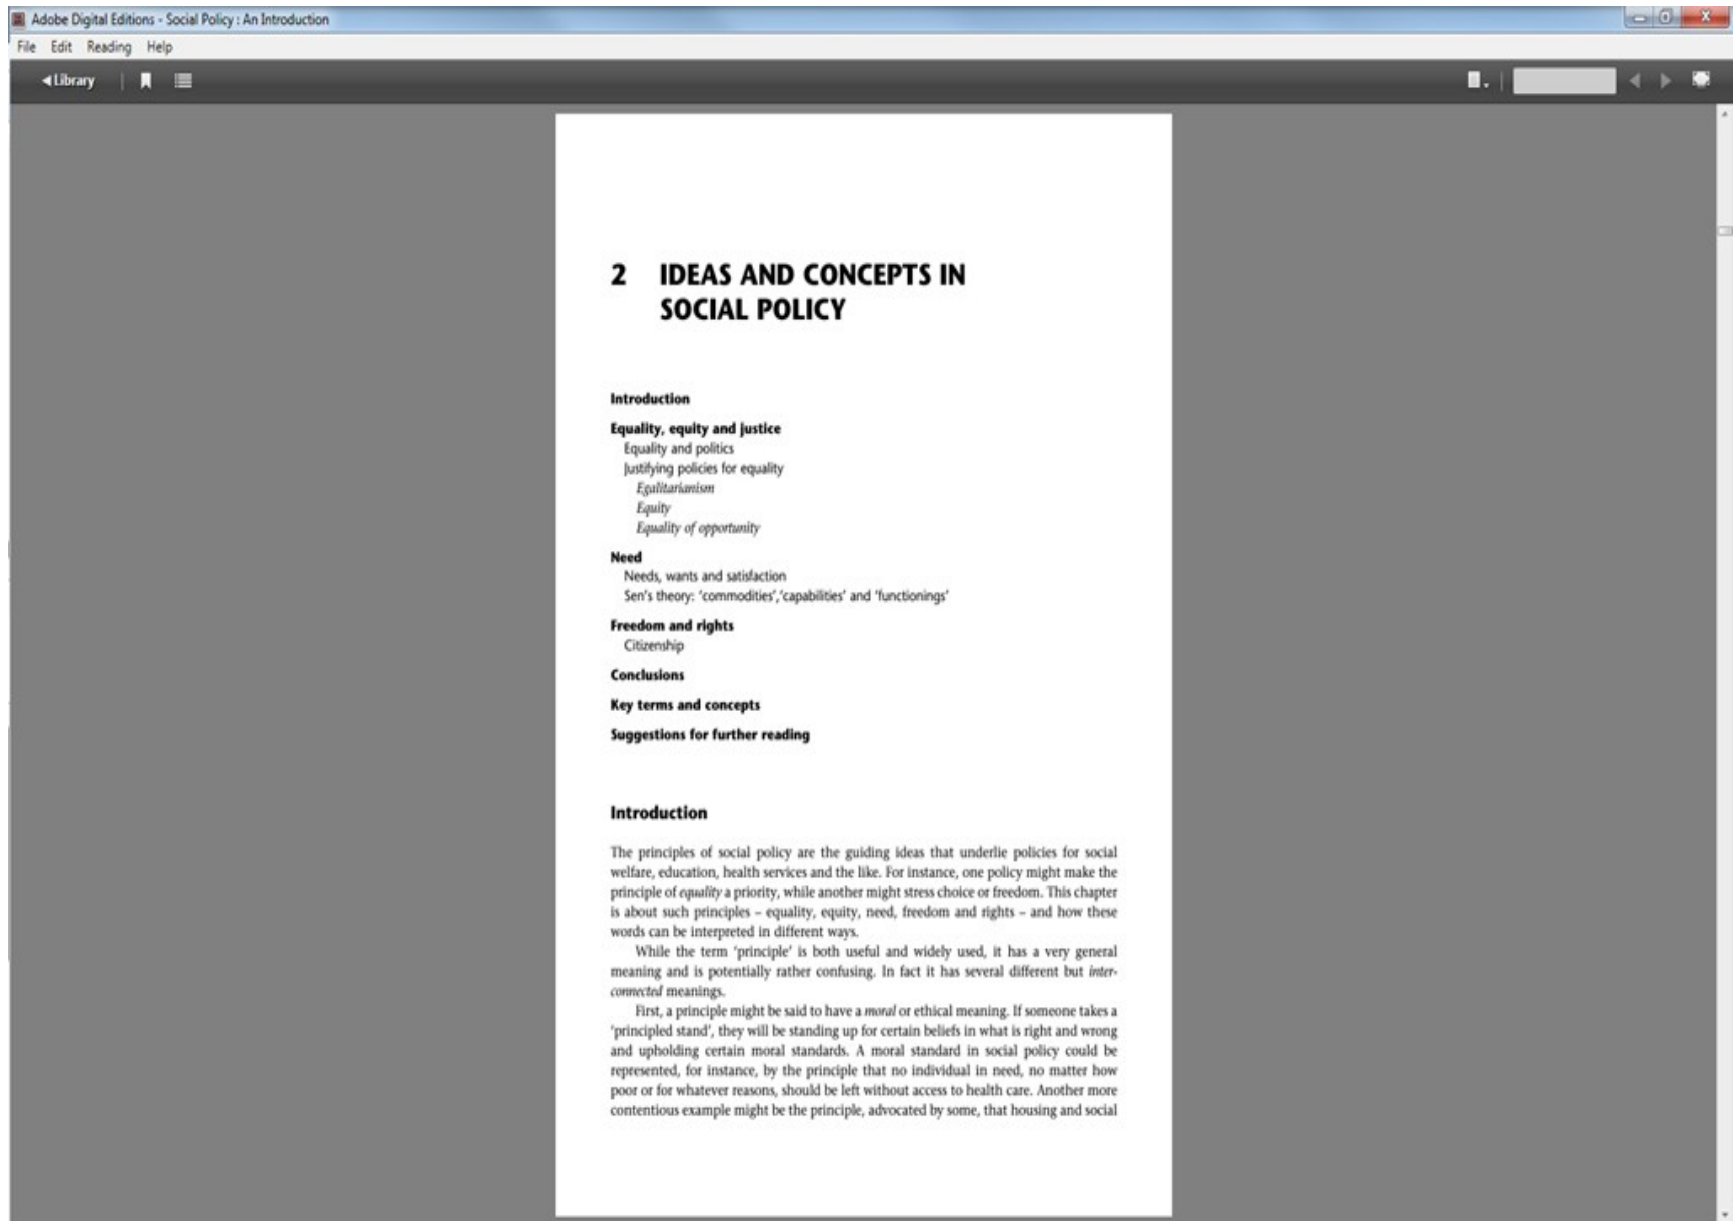 Adobe Digital Editions - Social Policy : An Introduction
File Edit Reading Help
Library
2 IDEAS AND CONCEPTS IN
SOCIAL POLICY
Introduction
Equality, equity and justice
Equality and politics
Justifying policies for equality
Egalitarianism
Equity
Equality of opportunity
Need
Needs, wants and satisfaction
Sen's theory: 'commodities','capabilities' and 'functionings'
Freedom and rights
Citizenship
Conclusions
Key terms and concepts
Suggestions for further reading
Introduction
The principles of social policy are the guiding ideas that underlie policies for social
welfare, education, health services and the like. For instance, one policy might make the
principle of equality a priority, while another might stress choice or freedom. This chapter
is about such principles – equality, equity, need, freedom and rights – and how these
words can be interpreted in different ways.
While the term 'principle' is both useful and widely used, it has a very general
meaning and is potentially rather confusing. In fact it has several different but inter-
connected meanings.
First, a principle might be said to have a moral or ethical meaning. If someone takes a
'principled stand', they will be standing up for certain beliefs in what is right and wrong
and upholding certain moral standards. A moral standard in social policy could be
represented, for instance, by the principle that no individual in need, no matter how
poor or for whatever reasons, should be left without access to health care. Another more
contentious example might be the principle, advocated by some, that housing and social